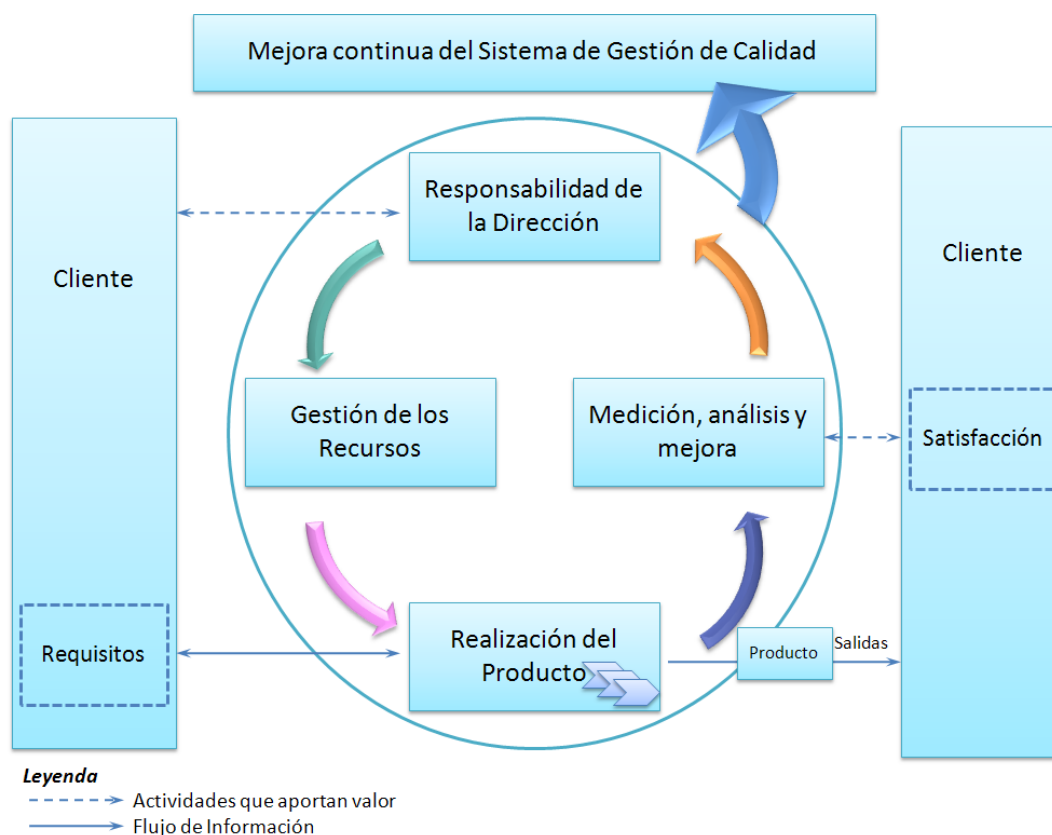 Mejora continua del Sistema de Gestión de Calidad
Responsabilidad de
la Dirección
Cliente
Cliente
Gestión de los
Recursos
Medición, análisis y
mejora
Satisfacción
Requisitos
Realización del
Producto
Producto
Salidas
Leyenda
Actividades que aportan valor
Flujo de Información